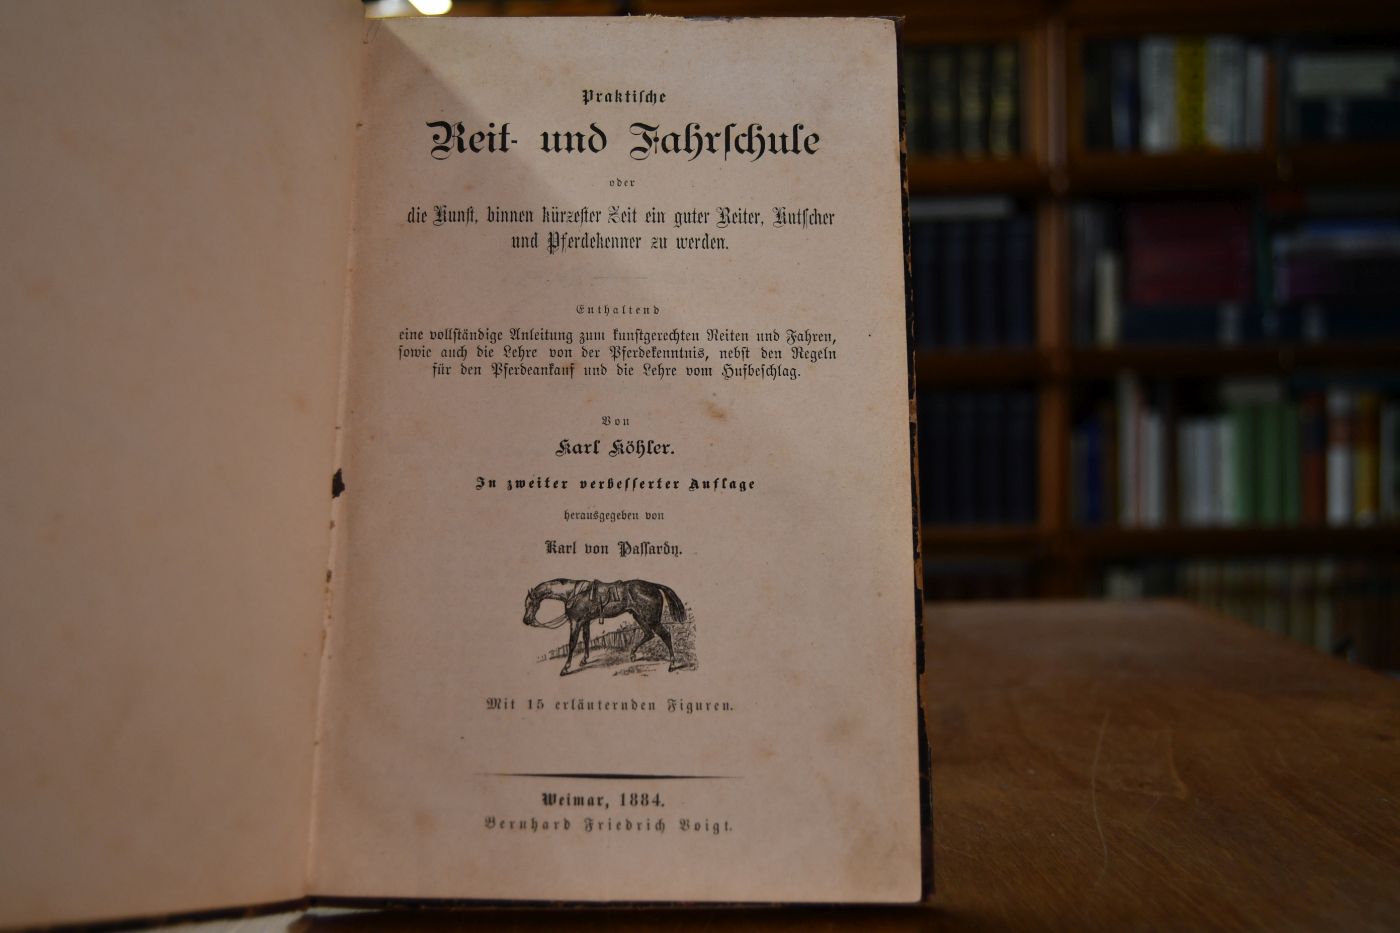 Praktische
Reit- und Fahrschule
oder
die Kunst, binnen kürzester Zeit ein guter Reiter, Kutscher
und Pferdekenner zu werden.
Enthaltend
eine vollständige Anleitung zum kunstgerechten Reiten und Fahren,
sowie auch die Lehre von der Pferdekenntnis, nebst den Regeln
für den Pferdeankauf und die Lehre vom Hufbeschlag.
Von
Karl Köhler.
In zweiter verbesserter Auflage
herausgegeben von
Karl von Passardy.
Mit 15 erläuternden Figuren.
Weimar, 1884.
Bernhard Friedrich Voigt.